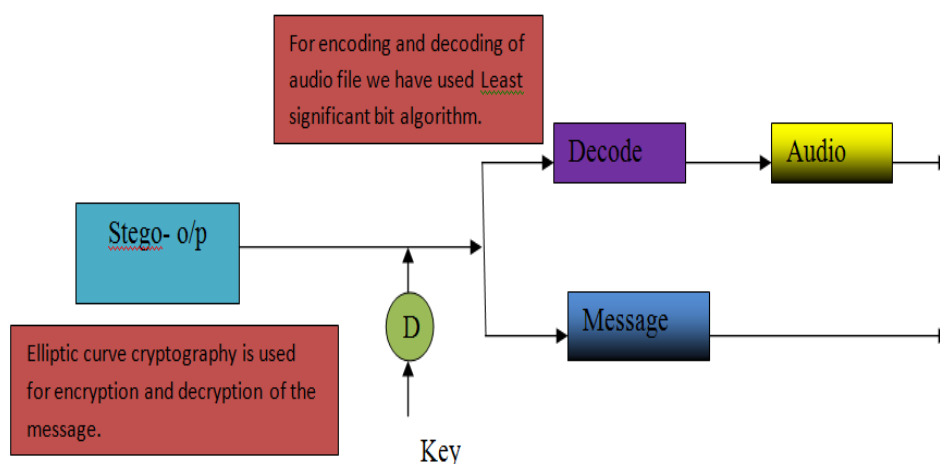 For encoding and decoding of
audio file we have used Least
significant bit algorithm.
Decode
Audio
Stego- o/p
D
Message
Elliptic curve cryptography is used
for encryption and decryption of the
message.
Key